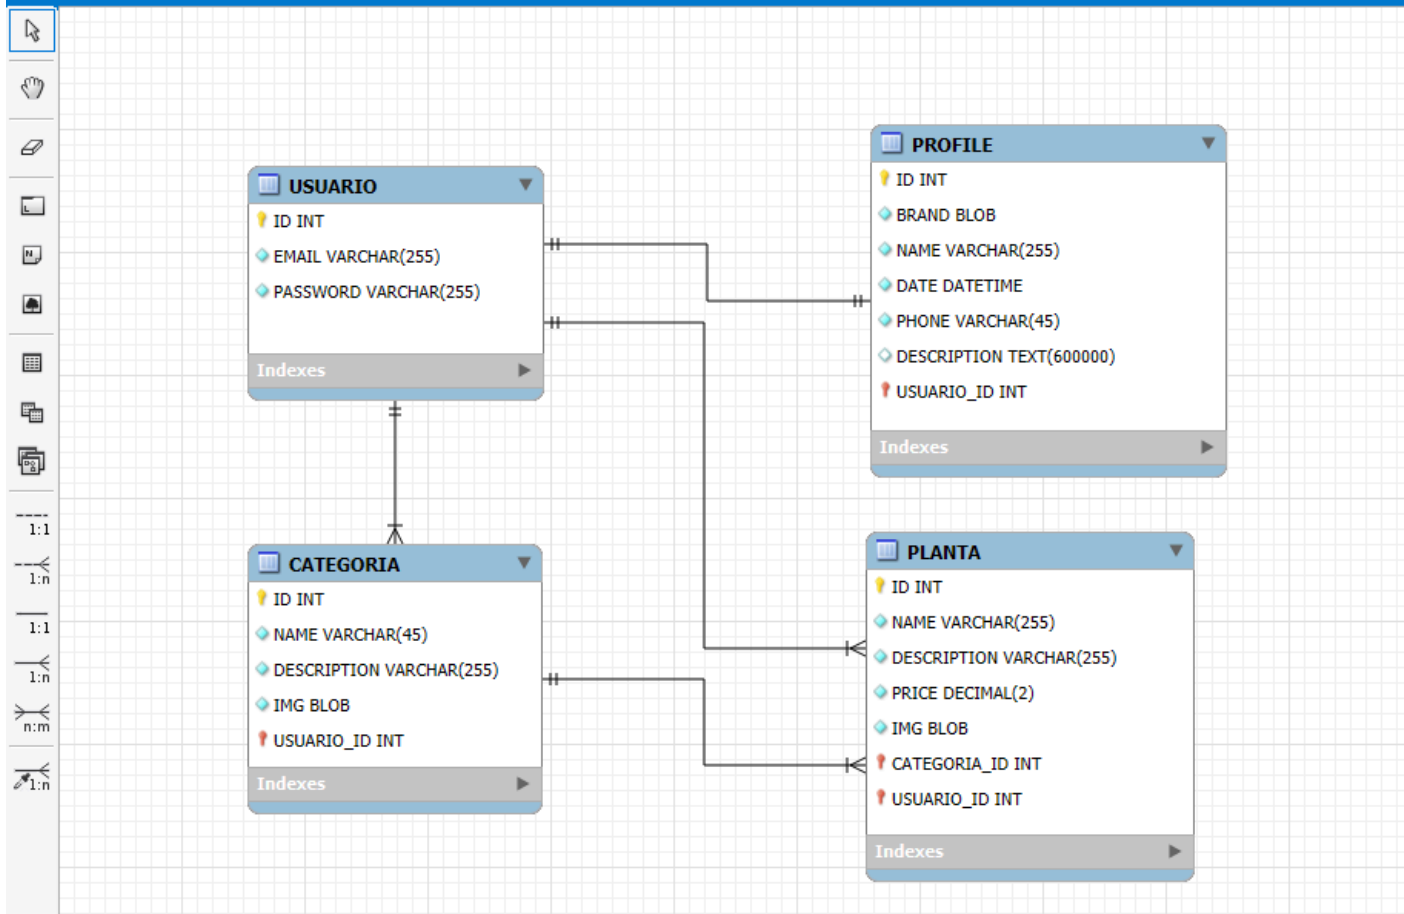 1:1
1:n
1:1
1:n
n:m
1:n
USUARIO
ID INT
EMAIL VARCHAR(255)
PASSWORD VARCHAR(255)
Indexes
PROFILE
ID INT
BRAND BLOB
NAME VARCHAR(255)
DATE DATETIME
PHONE VARCHAR(45)
DESCRIPTION TEXT(600000)
USUARIO_ID INT
Indexes
CATEGORIA
ID INT
NAME VARCHAR(45)
DESCRIPTION VARCHAR(255)
IMG BLOB
USUARIO_ID INT
Indexes
PLANTA
ID INT
NAME VARCHAR(255)
DESCRIPTION VARCHAR(255)
PRICE DECIMAL(2)
IMG BLOB
CATEGORIA_ID INT
USUARIO_ID INT
Indexes